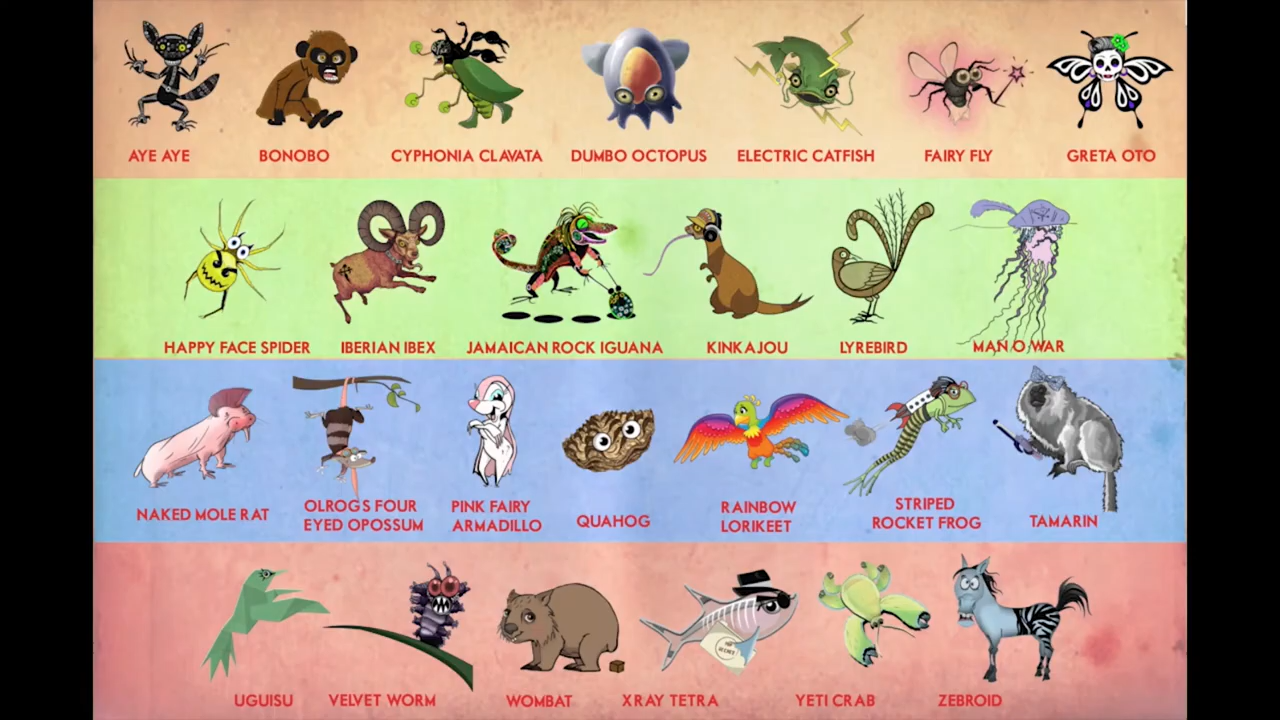 AYE AYE
BONOBO
CYPHONIA CLAVATA
DUMBO OCTOPUS
ELECTRIC CATFISH
FAIRY FLY
GRETA OTO
HAPPY FACE SPIDER
IBERIAN IBEX
JAMAICAN ROCK IGUANA
KINKAJOU
LYREBIRD
MAN O WAR
NAKED MOLE RAT
OLROGS FOUR
EYED OPOSSUM
PINK FAIRY
ARMADILLO
QUAHOG
RAINBOW
LORIKEET
STRIPED
ROCKET FROG
TAMARIN
UGUISU
VELVET WORM
WOMBAT
XRAY TETRA
YETI CRAB
ZEBROID